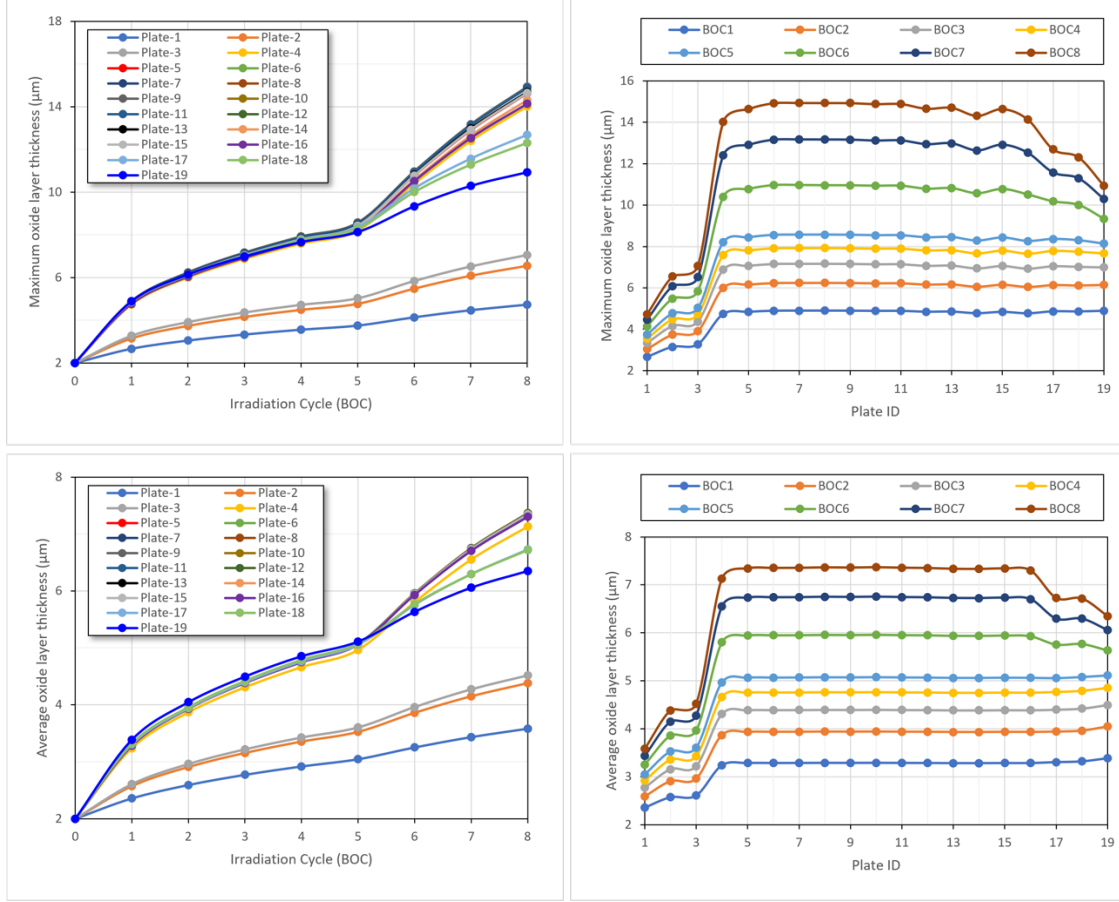 Maximum oxide layer thickness (µm)
18
14
10
6
2
Plate-1 Plate-2
Plate-3 Plate-4
Plate-5 Plate-6
Plate-7 Plate-8
Plate-9 Plate-10
Plate-11 Plate-12
Plate-13 Plate-14
Plate-15 Plate-16
Plate-17 Plate-18
Plate-19
0 1 2 3 4 5 6 7 8
Irradiation Cycle (BOC)
BOC1 BOC2 BOC3 BOC4
BOC5 BOC6 BOC7 BOC8
Maximum oxide layer thickness (µm)
16
14
12
10
8
6
4
2
1 3 5 7 9 11 13 15 17 19
Plate ID
Average oxide layer thickness (µm)
8
6
4
2
Plate-1 Plate-2
Plate-3 Plate-4
Plate-5 Plate-6
Plate-7 Plate-8
Plate-9 Plate-10
Plate-11 Plate-12
Plate-13 Plate-14
Plate-15 Plate-16
Plate-17 Plate-18
Plate-19
0 1 2 3 4 5 6 7 8
Irradiation Cycle (BOC)
BOC1 BOC2 BOC3 BOC4
BOC5 BOC6 BOC7 BOC8
Average oxide layer thickness (µm)
8
7
6
5
4
3
2
1 3 5 7 9 11 13 15 17 19
Plate ID